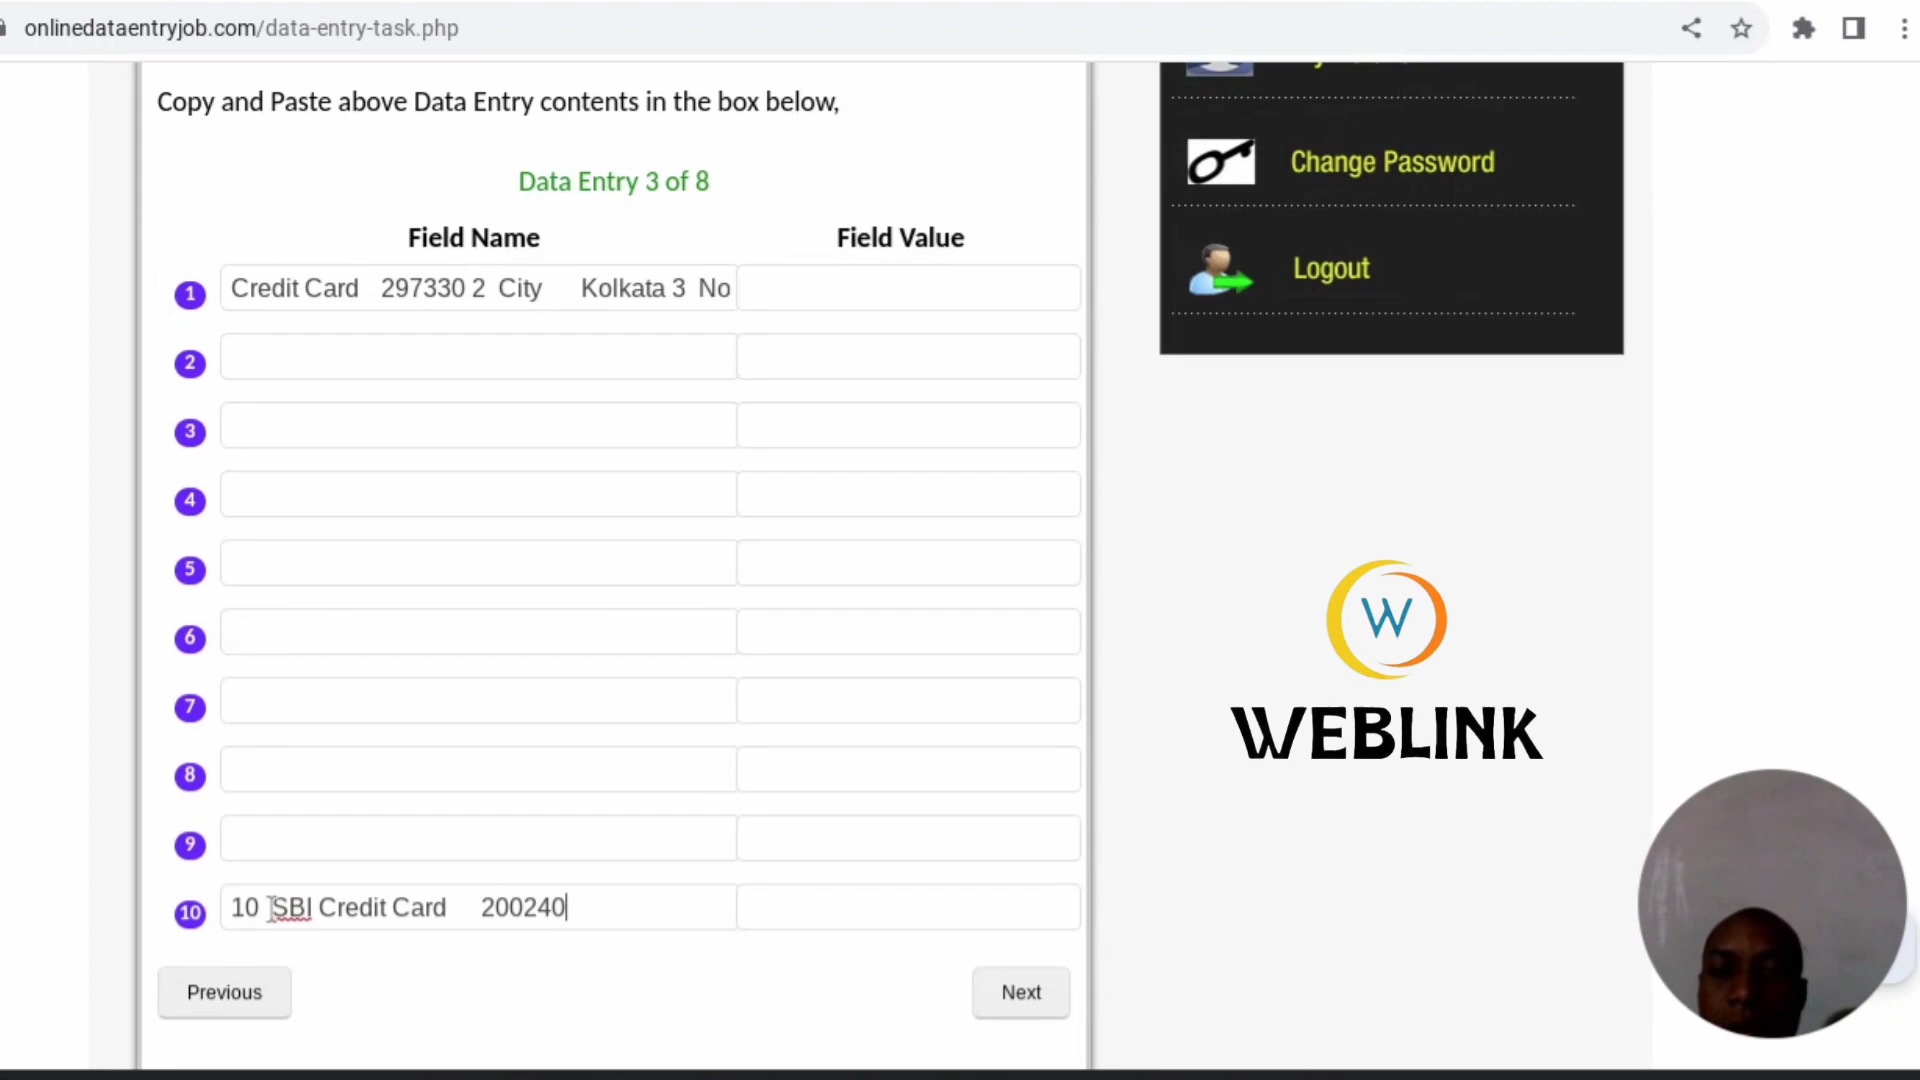 onlinedataentryjob.com/data-entry-task.php
Copy and Paste above Data Entry contents in the box below,
Data Entry 3 of 8
Field Name Field Value
1 Credit Card 297330 2 City Kolkata 3 No
2
3
4
5
6
7
8
9
10 10 SBI Credit Card 200240
Previous Next
Change Password
Logout
W
WEBLINK